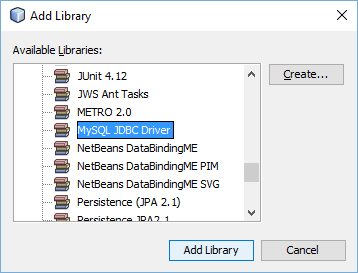 Add Library
Available Libraries:
JUnit 4.12
JWS Ant Tasks
METRO 2.0
MySQL JDBC Driver
NetBeans DataBindingME
NetBeans DataBindingME PIM
NetBeans DataBindingME SVG
Persistence (JPA 2.1)
Persistence JPA2.1
Create...
Add Library
Cancel